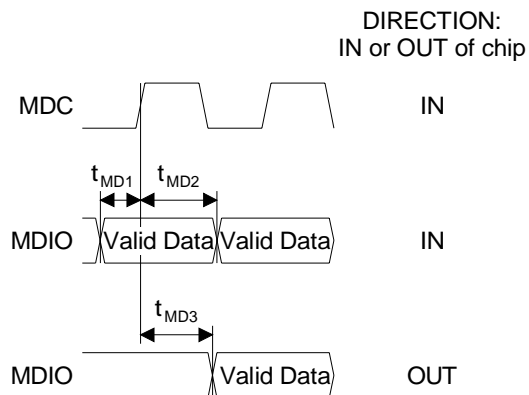 DIRECTION:
IN or OUT of chip
MDC IN
tMD1 tMD2
MDIO Valid Data Valid Data IN
tMD3
MDIO Valid Data OUT